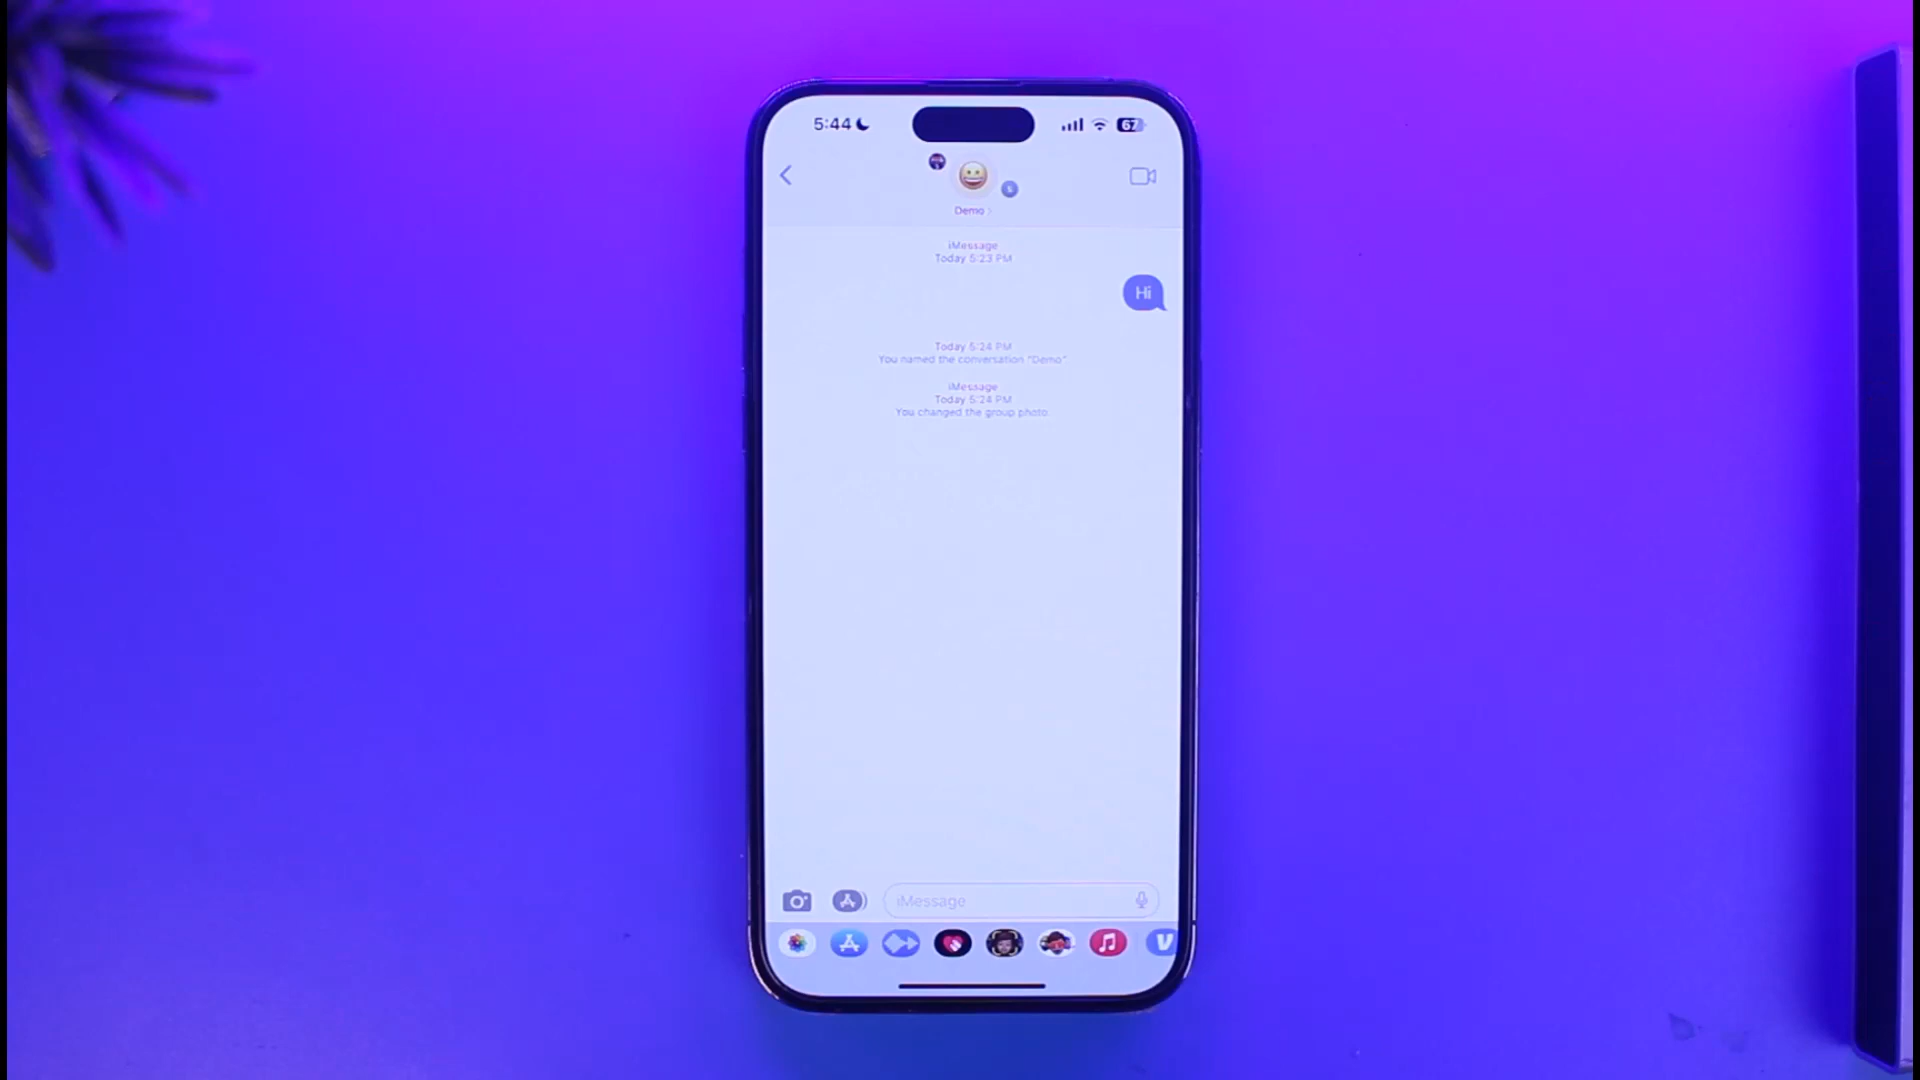 5:44
67
Demo
iMessage
Today 5:23 PM
Hi
Today 5:24 PM
You named the conversation "Demo"
iMessage
Today 5:24 PM
You changed the group photo.
iMessage